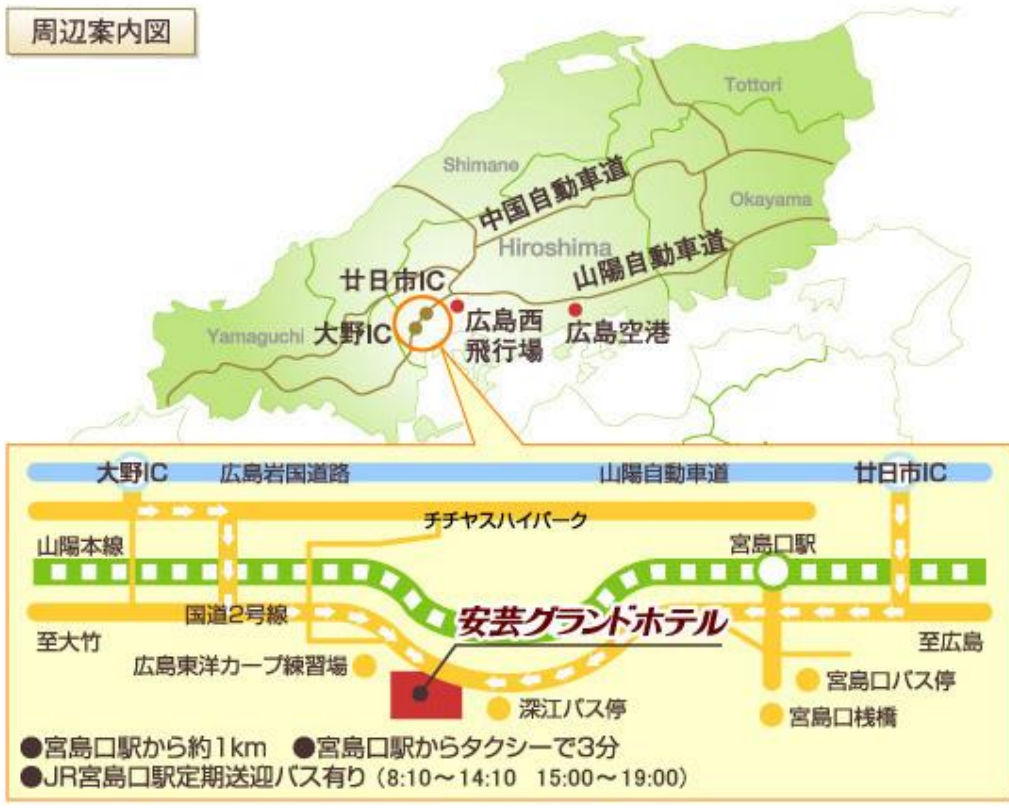 周辺案内図
Tottori
Shimane
中国自動車道
Okayama
Hiroshima
山陽自動車道
廿日市IC
Yamaguchi
大野IC
広島西
飛行場
広島空港
大野IC
広島岩国道路
山陽自動車道
廿日市IC
チチヤスハイパーク
山陽本線
宮島口駅
国道2号線
安芸グランドホテル
至大竹
至広島
広島東洋カープ練習場
宮島口バス停
深江バス停
宮島口桟橋
●宮島口駅から約1km ●宮島口駅からタクシーで3分
●JR宮島口駅定期送迎バス有り (8:10~14:10 15:00~19:00)